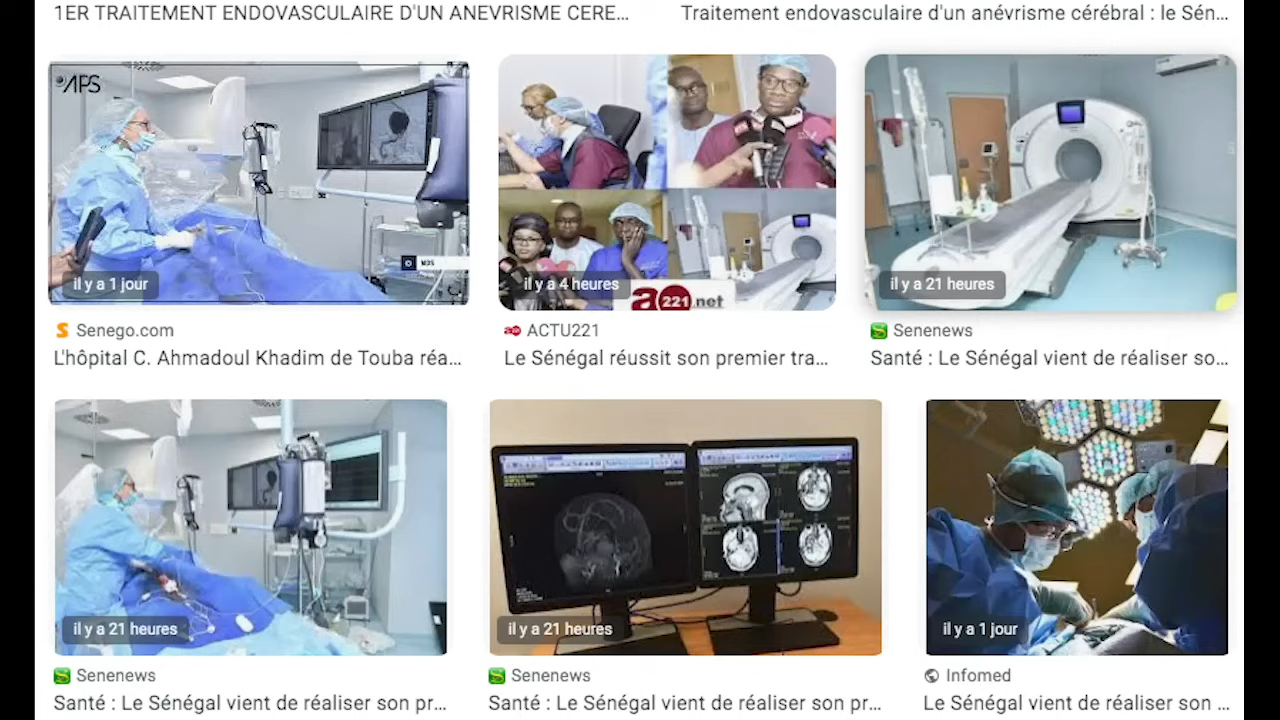 1ER TRAITEMENT ENDOVASCULAIRE D'UN ANEVRISME CERE...
Traitement endovasculaire d'un anévrisme cérébral : le Sén...
APS
MDS
il y a 1 jour
a221.net
il y a 4 heures
il y a 21 heures
Senego.com
L'hôpital C. Ahmadoul Khadim de Touba réa...
ACTU221
Le Sénégal réussit son premier tra...
Senenews
Santé : Le Sénégal vient de réaliser so...
il y a 21 heures
il y a 21 heures
il y a 1 jour
Senenews
Santé : Le Sénégal vient de réaliser son pr...
Senenews
Santé : Le Sénégal vient de réaliser son pr...
Infomed
Le Sénégal vient de réaliser son ...